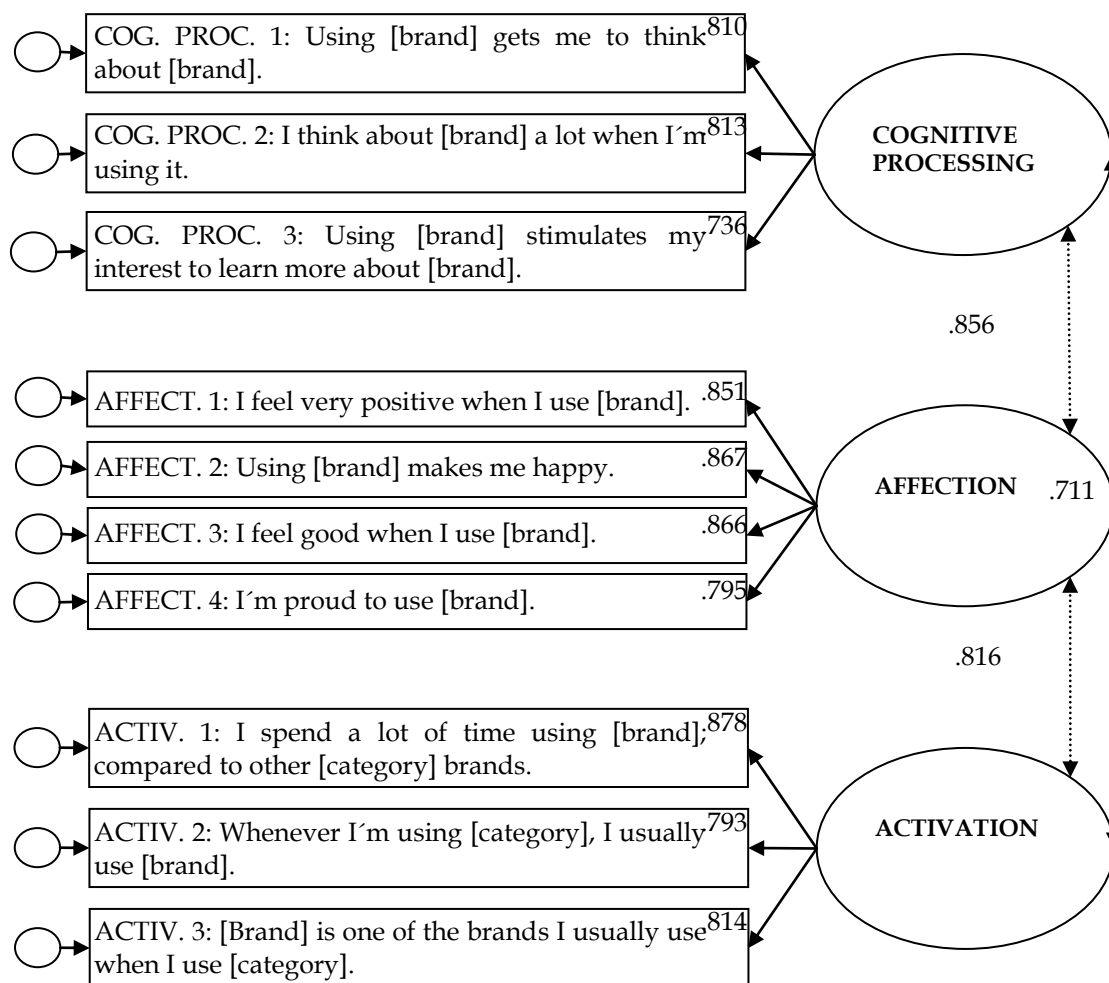 COG. PROC. 1: Using [brand] gets me to think
about [brand].
810
COG. PROC. 2: I think about [brand] a lot when I´m
using it.
813
COG. PROC. 3: Using [brand] stimulates my
interest to learn more about [brand].
736
COGNITIVE
PROCESSING
.856
AFFECT. 1: I feel very positive when I use [brand].
.851
AFFECT. 2: Using [brand] makes me happy.
.867
AFFECT. 3: I feel good when I use [brand].
.866
AFFECT. 4: I´m proud to use [brand].
.795
AFFECTION
.711
.816
ACTIV. 1: I spend a lot of time using [brand];
compared to other [category] brands.
878
ACTIV. 2: Whenever I´m using [category], I usually
use [brand].
793
ACTIV. 3: [Brand] is one of the brands I usually use
when I use [category].
814
ACTIVATION